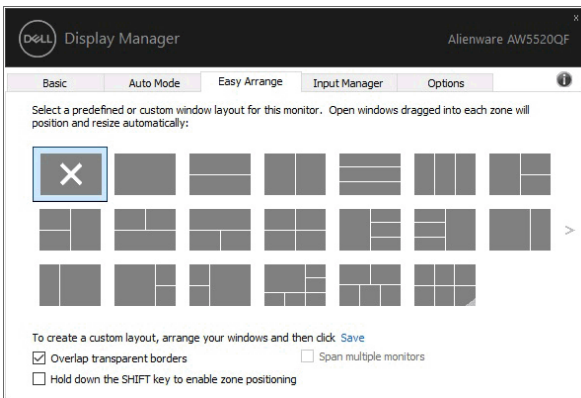 DELL Display Manager Alienware AW5520QF
Basic Auto Mode Easy Arrange Input Manager Options
Select a predefined or custom window layout for this monitor. Open windows dragged into each zone will
position and resize automatically:
To create a custom layout, arrange your windows and then click Save
Overlap transparent borders Span multiple monitors
Hold down the SHIFT key to enable zone positioning